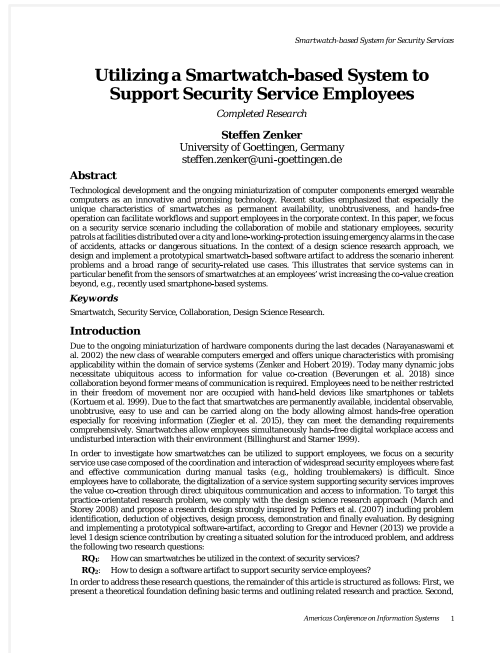 Smartwatch-based System for Security Services
Utilizing a Smartwatch-based System to
Support Security Service Employees
Completed Research
Steffen Zenker
University of Goettingen, Germany
steffen.zenker@uni-goettingen.de
Abstract
Technological development and the ongoing miniaturization of computer components emerged wearable
computers as an innovative and promising technology. Recent studies emphasized that especially the
unique characteristics of smartwatches as permanent availability, unobtrusiveness, and hands-free
operation can facilitate workflows and support employees in the corporate context. In this paper, we focus
on a security service scenario including the collaboration of mobile and stationary employees, security
patrols at facilities distributed over a city and lone-working-protection issuing emergency alarms in the case
of accidents, attacks or dangerous situations. In the context of a design science research approach, we
design and implement a prototypical smartwatch-based software artifact to address the scenario inherent
problems and a broad range of security-related use cases. This illustrates that service systems can in
particular benefit from the sensors of smartwatches at an employees' wrist increasing the co-value creation
beyond, e.g., recently used smartphone-based systems.
Keywords
Smartwatch, Security Service, Collaboration, Design Science Research.
Introduction
Due to the ongoing miniaturization of hardware components during the last decades (Narayanaswami et
al. 2002) the new class of wearable computers emerged and offers unique characteristics with promising
applicability within the domain of service systems (Zenker and Hobert 2019). Today many dynamic jobs
necessitate ubiquitous access to information for value co-creation (Beverungen et al. 2018) since
collaboration beyond former means of communication is required. Employees need to be neither restricted
in their freedom of movement nor are occupied with hand-held devices like smartphones or tablets
(Kortuem et al. 1999). Due to the fact that smartwatches are permanently available, incidental observable,
unobtrusive, easy to use and can be carried along on the body allowing almost hands-free operation
especially for receiving information (Ziegler et al. 2015), they can meet the demanding requirements
comprehensively. Smartwatches allow employees simultaneously hands-free digital workplace access and
undisturbed interaction with their environment (Billinghurst and Starner 1999).
In order to investigate how smartwatches can be utilized to support employees, we focus on a security
service use case composed of the coordination and interaction of widespread security employees where fast
and effective communication during manual tasks (e.g., holding troublemakers) is difficult. Since
employees have to collaborate, the digitalization of a service system supporting security services improves
the value co-creation through direct ubiquitous communication and access to information. To target this
practice-orientated research problem, we comply with the design science research approach (March and
Storey 2008) and propose a research design strongly inspired by Peffers et al. (2007) including problem
identification, deduction of objectives, design process, demonstration and finally evaluation. By designing
and implementing a prototypical software-artifact, according to Gregor and Hevner (2013) we provide a
level 1 design science contribution by creating a situated solution for the introduced problem, and address
the following two research questions:
RQ1: How can smartwatches be utilized in the context of security services?
RQ2: How to design a software artifact to support security service employees?
In order to address these research questions, the remainder of this article is structured as follows: First, we
present a theoretical foundation defining basic terms and outlining related research and practice. Second,
Americas Conference on Information Systems 1